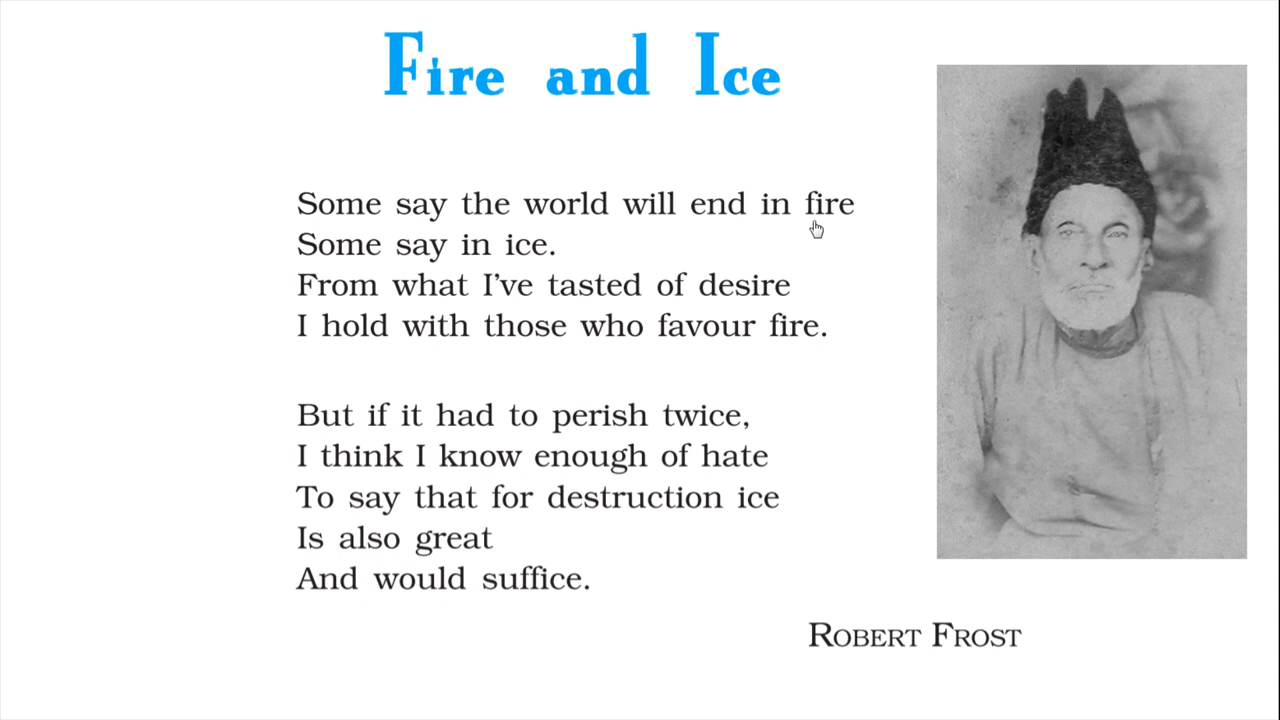 Fire and Ice
Some say the world will end in fire
Some say in ice.
From what I’ve tasted of desire
I hold with those who favour fire.
But if it had to perish twice,
I think I know enough of hate
To say that for destruction ice
Is also great
And would suffice.
ROBERT FROST